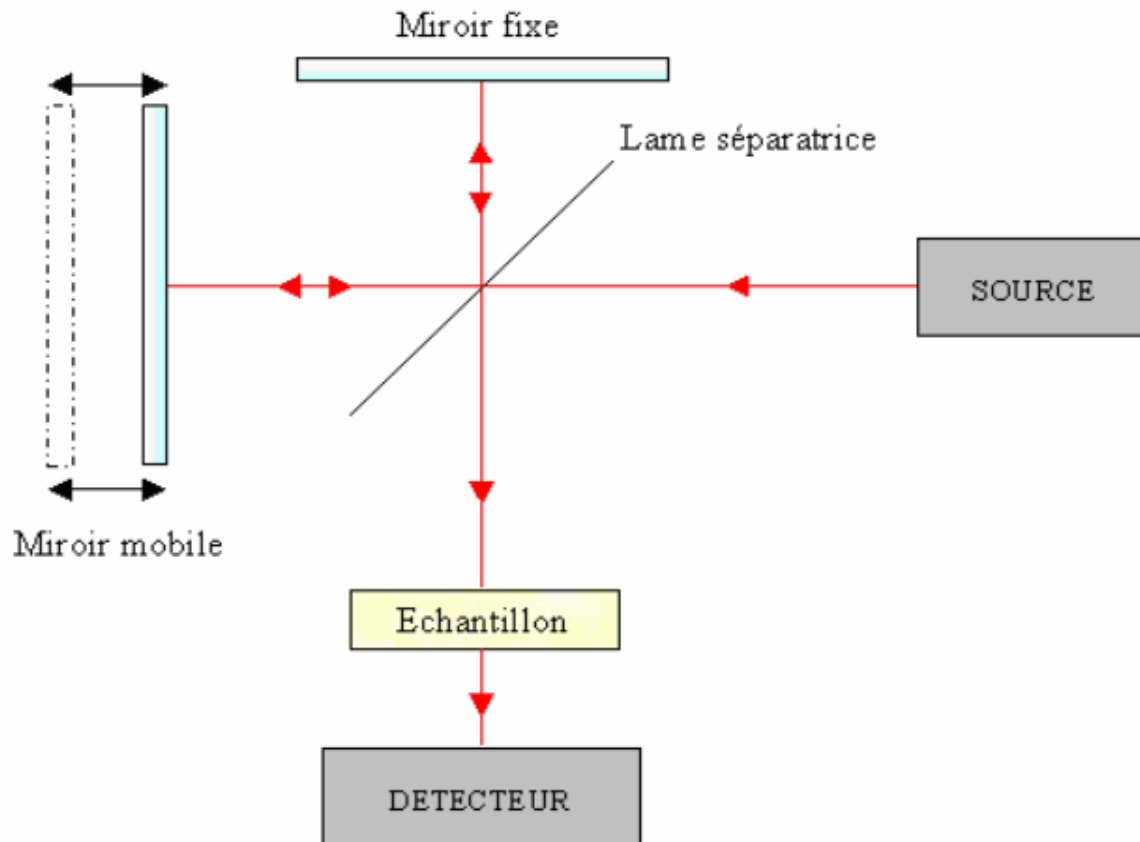 Miroir fixe
Lame séparatrice
SOURCE
Miroir mobile
Echantillon
DETECTEUR